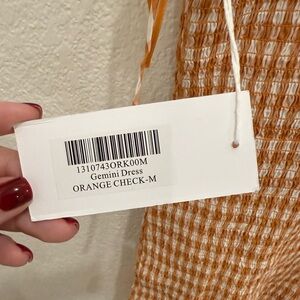 1310743ORK00M
Gemini Dress
ORANGE CHECK-M